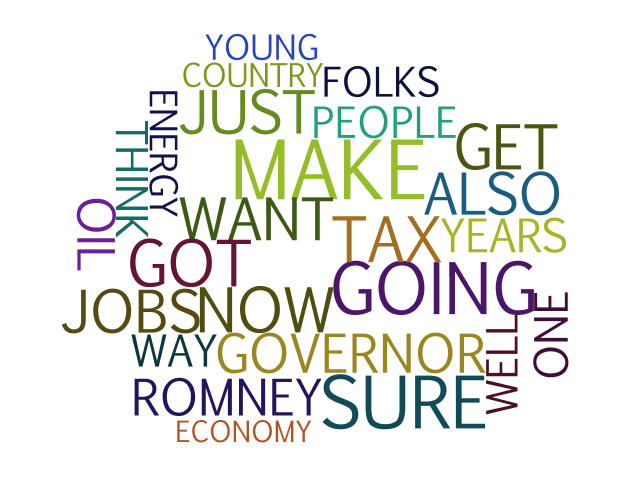 YOUNG
COUNTRY
FOLKS
JUST
PEOPLE
ENERGY
THINK
MAKE
GET
ALSO
OIL
WANT
TAX
YEARS
GOT
GOING
JOBS
NOW
ONE
WAY
GOVERNOR
WELL
ROMNEY
SURE
ECONOMY